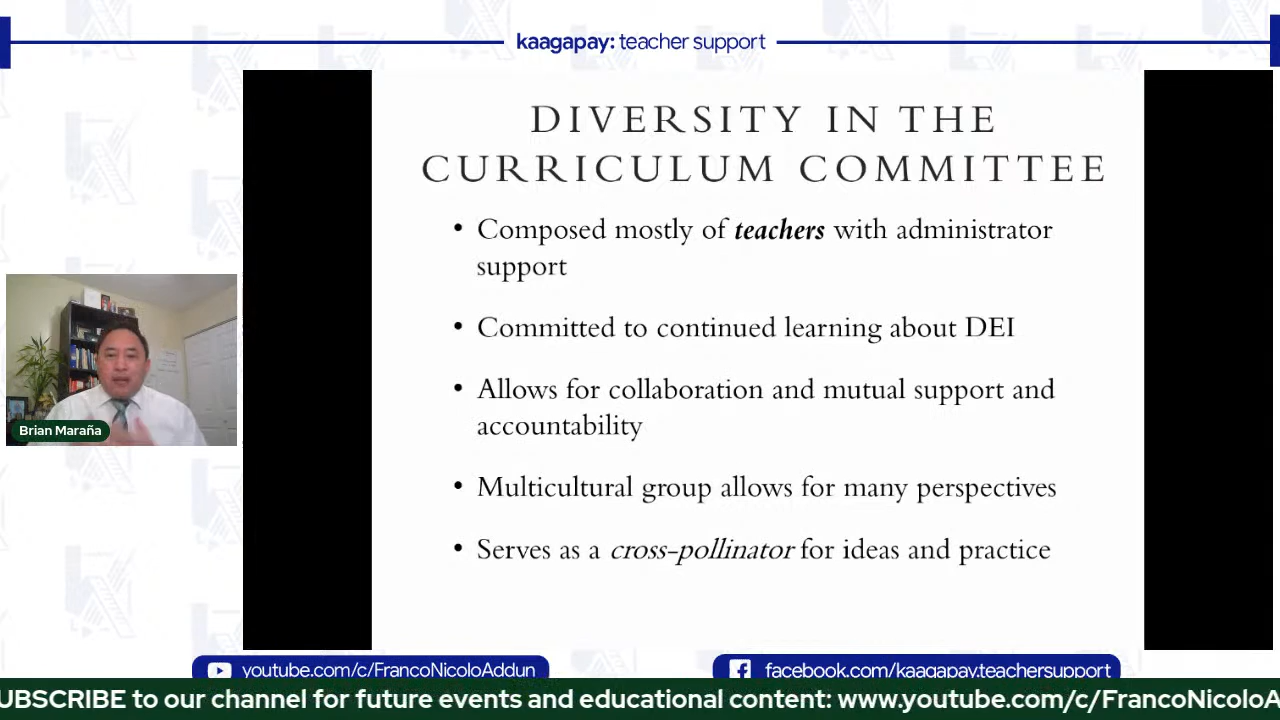 kaagapay: teacher support
DIVERSITY IN THE
CURRICULUM COMMITTEE
• Composed mostly of teachers with administrator
support
• Committed to continued learning about DEI
• Allows for collaboration and mutual support and
accountability
• Multicultural group allows for many perspectives
• Serves as a cross-pollinator for ideas and practice
Brian Maraña
youtube.com/c/FrancoNicoloAddun
facebook.com/kaagapay.teachersupport
UBSCRIBE to our channel for future events and educational content: www.youtube.com/c/FrancoNicoloA